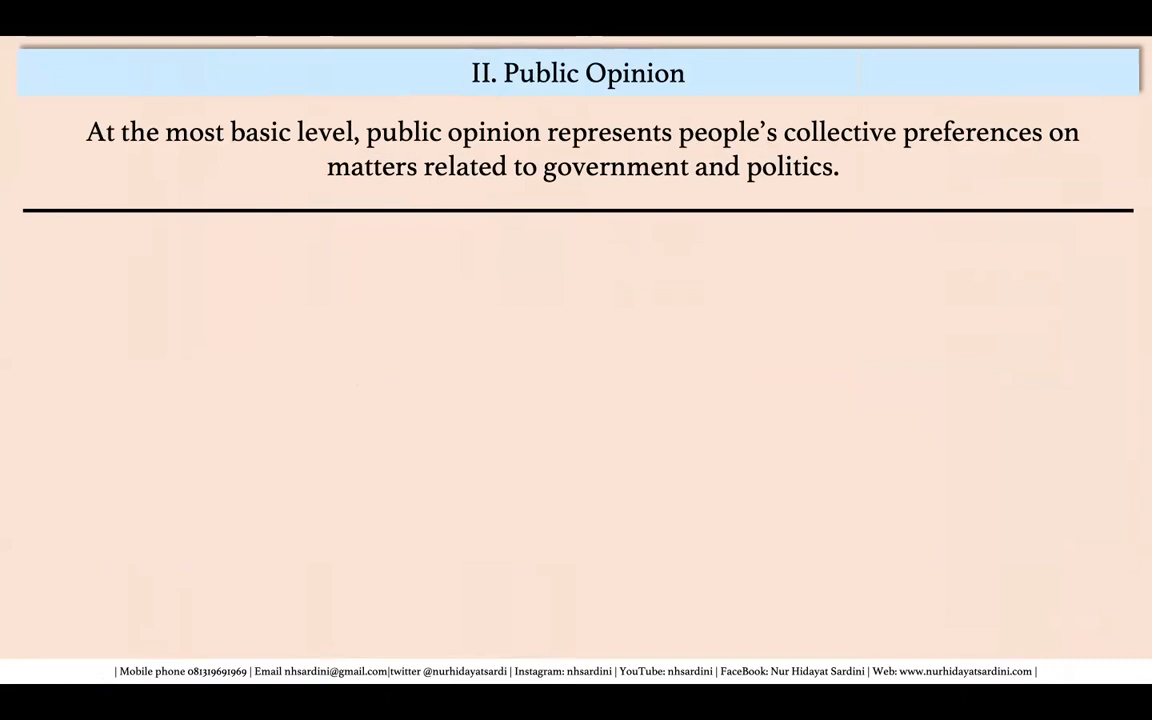 II. Public Opinion
At the most basic level, public opinion represents people’s collective preferences on
matters related to government and politics.
| Mobile phone 081319691969 | Email nhsardini@gmail.com|twitter @nurhidayatsardi | Instagram: nhsardini | YouTube: nhsardini | FaceBook: Nur Hidayat Sardini | Web: www.nurhidayatsardini.com |